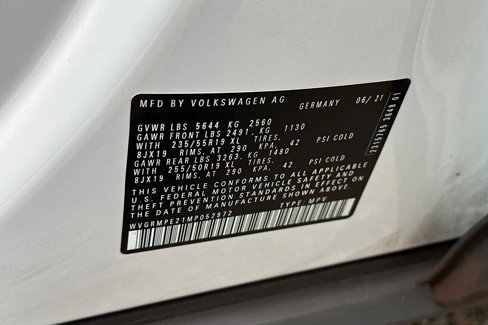 MFD BY VOLKSWAGEN AG GERMANY 06/21
GVWR LBS 5644 KG 2560
GAWR FRONT LBS 2491, KG 1130
WITH 235/55R19 XL TIRES.
8JX19 RIMS. AT 290 KPA. 42 PSI COLD
GAWR REAR LBS 3263. KG 1480
WITH 255/50R19 XL TIRES.
8JX19 RIMS. AT 290 KPA. 42 PSI COLD
THIS VEHICLE CONFORMS TO ALL APPLICABLE
U.S. FEDERAL MOTOR VEHICLE SAFETY AND
THEFT PREVENTION STANDARDS IN EFFECT ON THE
DATE OF MANUFACTURE SHOWN ABOVE.
WVGRMPE21MP052972 TYPE: MPV